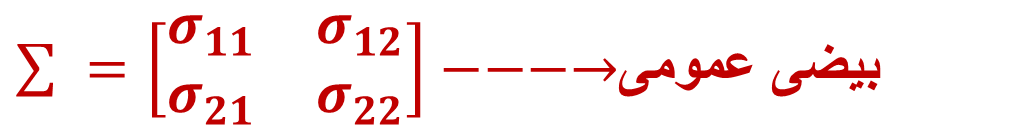 ∑ = [σ₁₁ σ₁₂
σ₂₁ σ₂₂] ----→ بیضی عمومی